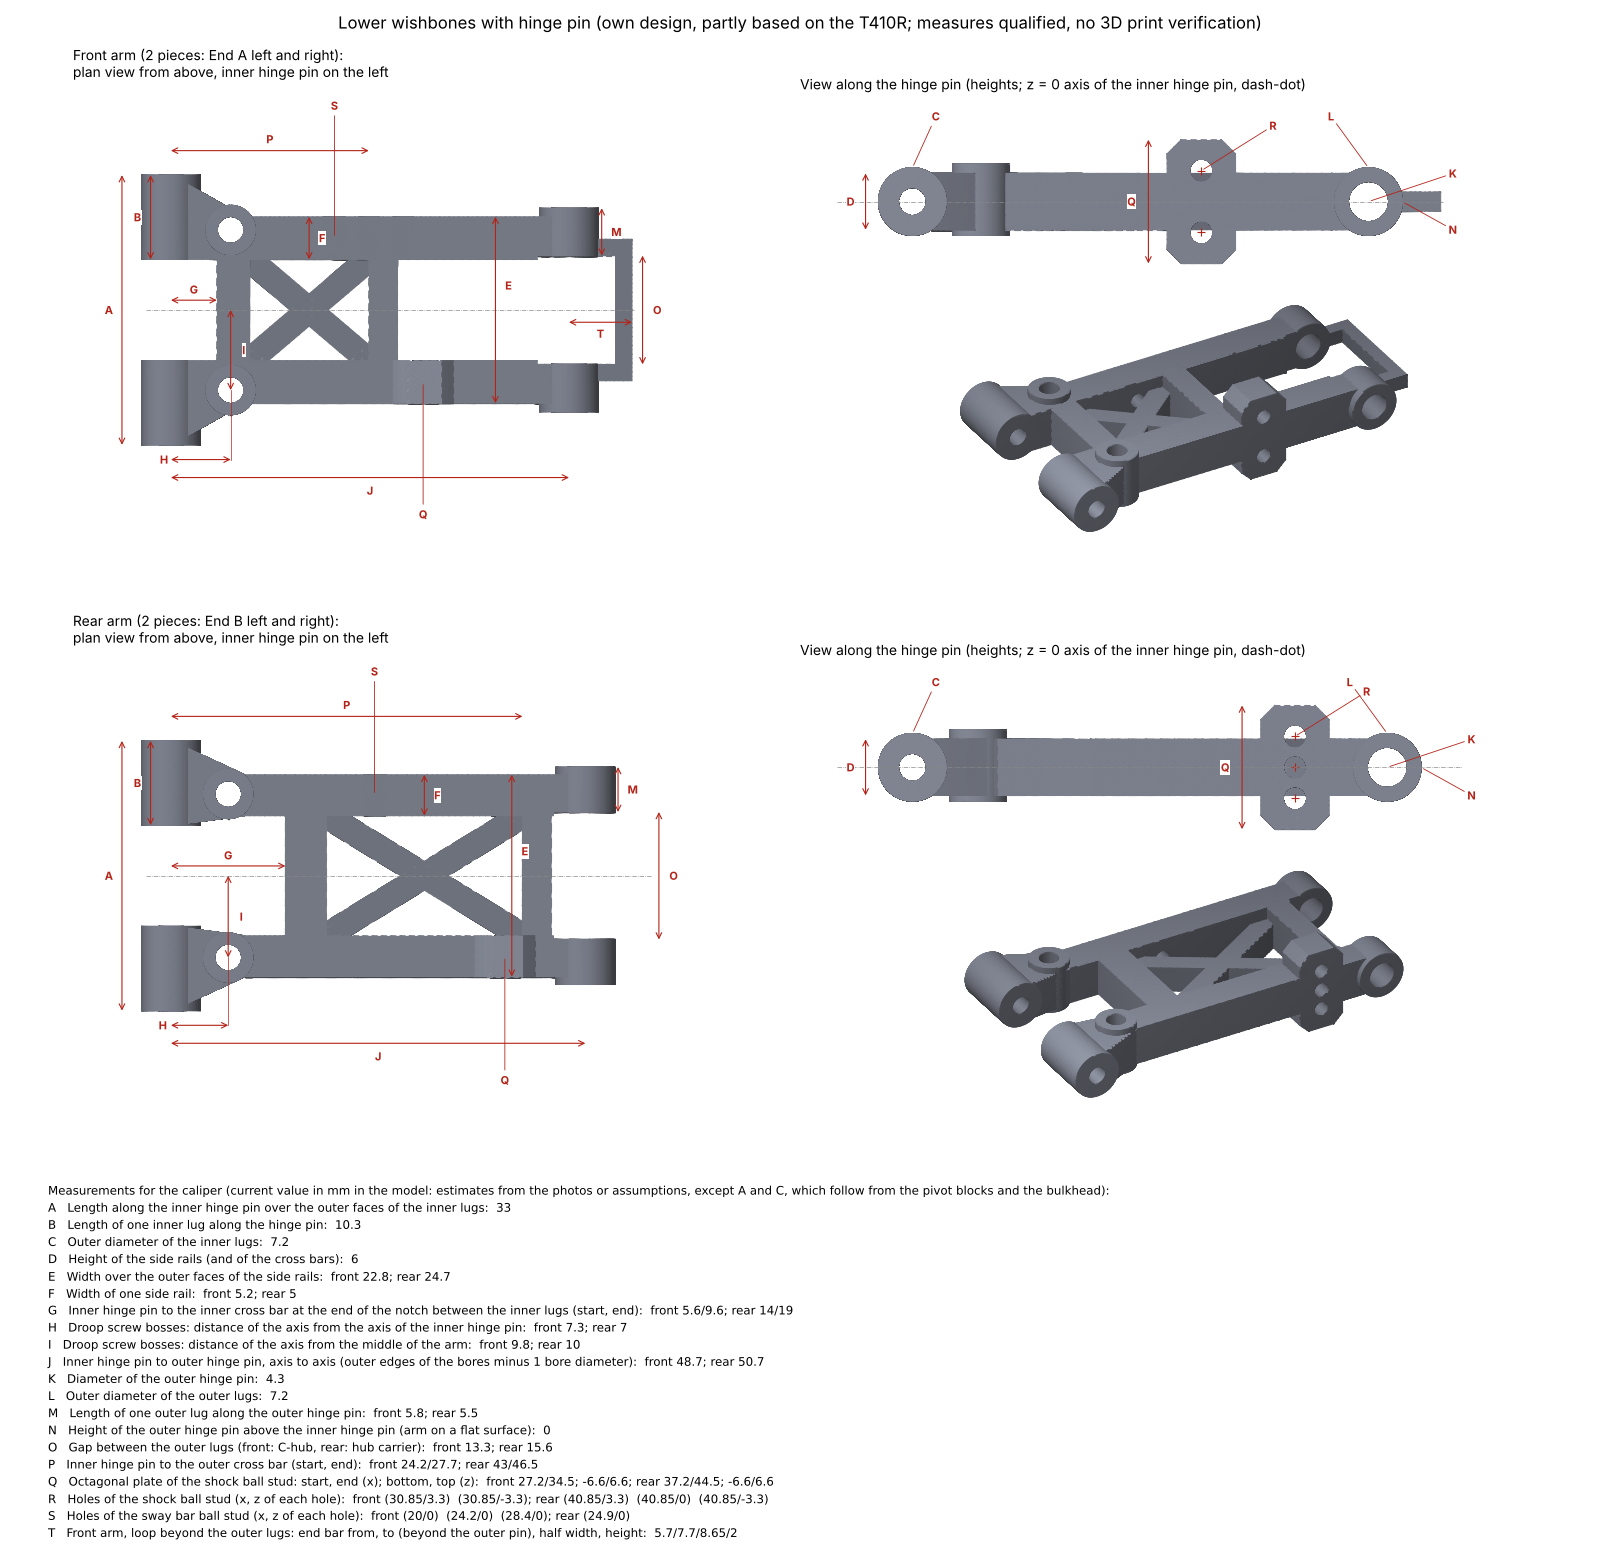 Lower wishbones with hinge pin (own design, partly based on the T410R; measures qualified, no 3D print verification)
Front arm (2 pieces: End A left and right):
plan view from above, inner hinge pin on the left
View along the hinge pin (heights; z = 0 axis of the inner hinge pin, dash-dot)
S
P
B
F
M
G
E
A
O
T
I
H
J
Q
C
R
L
K
D
Q
N
Rear arm (2 pieces: End B left and right):
plan view from above, inner hinge pin on the left
View along the hinge pin (heights; z = 0 axis of the inner hinge pin, dash-dot)
S
P
B
F
M
G
E
A
O
I
H
J
Q
C
L
R
K
D
Q
N
Measurements for the caliper (current value in mm in the model: estimates from the photos or assumptions, except A and C, which follow from the pivot blocks and the bulkhead):
A Length along the inner hinge pin over the outer faces of the inner lugs: 33
B Length of one inner lug along the hinge pin: 10.3
C Outer diameter of the inner lugs: 7.2
D Height of the side rails (and of the cross bars): 6
E Width over the outer faces of the side rails: front 22.8; rear 24.7
F Width of one side rail: front 5.2; rear 5
G Inner hinge pin to the inner cross bar at the end of the notch between the inner lugs (start, end): front 5.6/9.6; rear 14/19
H Droop screw bosses: distance of the axis from the axis of the inner hinge pin: front 7.3; rear 7
I Droop screw bosses: distance of the axis from the middle of the arm: front 9.8; rear 10
J Inner hinge pin to outer hinge pin, axis to axis (outer edges of the bores minus 1 bore diameter): front 48.7; rear 50.7
K Diameter of the outer hinge pin: 4.3
L Outer diameter of the outer lugs: 7.2
M Length of one outer lug along the outer hinge pin: front 5.8; rear 5.5
N Height of the outer hinge pin above the inner hinge pin (arm on a flat surface): 0
O Gap between the outer lugs (front: C-hub, rear: hub carrier): front 13.3; rear 15.6
P Inner hinge pin to the outer cross bar (start, end): front 24.2/27.7; rear 43/46.5
Q Octagonal plate of the shock ball stud: start, end (x); bottom, top (z): front 27.2/34.5; -6.6/6.6; rear 37.2/44.5; -6.6/6.6
R Holes of the shock ball stud (x, z of each hole): front (30.85/3.3) (30.85/-3.3); rear (40.85/3.3) (40.85/0) (40.85/-3.3)
S Holes of the sway bar ball stud (x, z of each hole): front (20/0) (24.2/0) (28.4/0); rear (24.9/0)
T Front arm, loop beyond the outer lugs: end bar from, to (beyond the outer pin), half width, height: 5.7/7.7/8.65/2